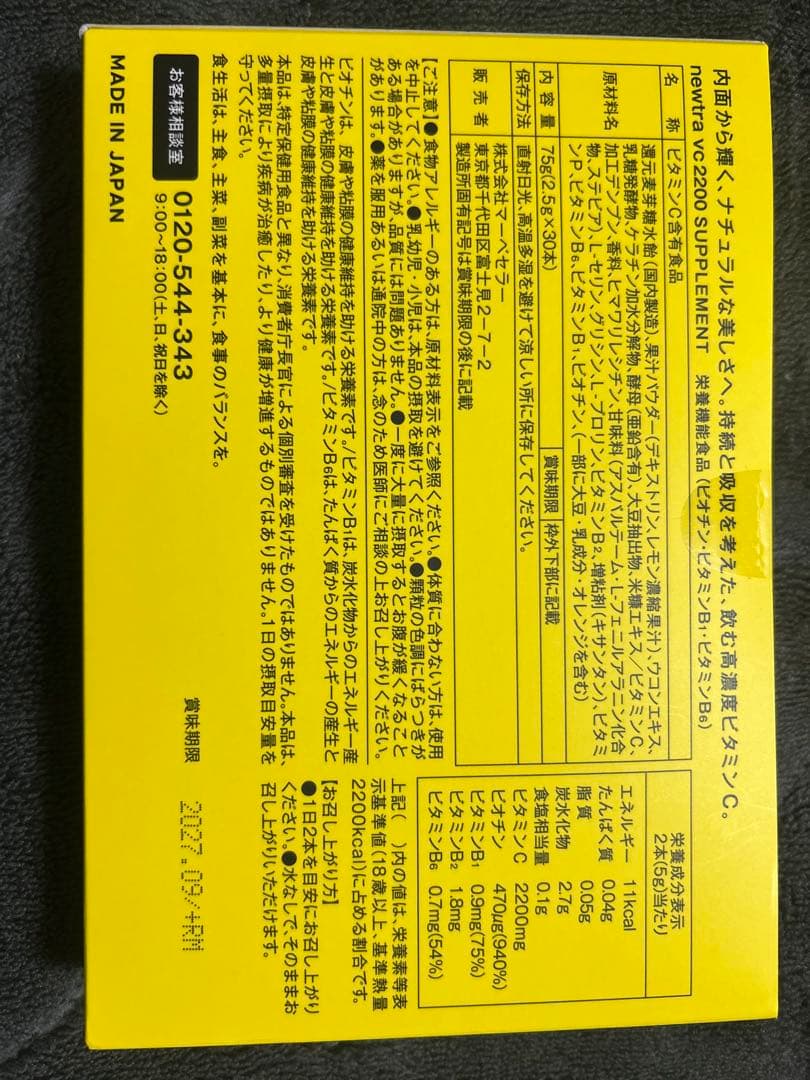 内面から輝く、ナチュラルな美しさへ。持続と吸収を考えた、飲む高濃度ビタミンC。
newtra vc 2200 SUPPLEMENT　栄養機能食品（ビオチン・ビタミンB1・ビタミンB6）
名　称　ビタミンC含有食品
原材料名　還元麦芽糖水飴（国内製造）、果汁パウダー（デキストリン、レモン濃縮果汁）、ウコンエキス、
乳糖発酵物、ケラチン加水分解物、酵母（亜鉛含有）、大豆抽出物、米糠エキス／ビタミンC、
加工デンプン、香料、ヒマワリレシチン、甘味料（アスパルテーム・L-フェニルアラニン化合
物、ステビア）、L-セリン、グリシン、L-プロリン、ビタミンB2、増粘剤（キサンタン）、ビタミ
ンP、ビタミンB6、ビタミンB1、ビオチン、（一部に大豆・乳成分・オレンジを含む）
内 容 量　75g(2.5g×30本)　賞味期限　枠外下部に記載
保存方法　直射日光、高温多湿を避けて涼しい所に保存してください。
販 売 者　株式会社マーベセラー
東京都千代田区富士見2-7-2
製造所固有記号は賞味期限の後に記載
【ご注意】●食物アレルギーのある方は、原材料表示をご参照ください。●体質に合わない方は、使用
を中止してください。●乳幼児・小児は、本品の摂取を避けてください。●顆粒の色調にばらつきが
ある場合がありますが、品質には問題ありません。●一度に大量に摂取するとお腹が緩くなること
があります。●薬を服用あるいは通院中の方は、念のため医師にご相談の上お召し上がりください。
ビオチンは、皮膚や粘膜の健康維持を助ける栄養素です。/ビタミンB1は、炭水化物からのエネルギー産
生と皮膚や粘膜の健康維持を助ける栄養素です。/ビタミンB6は、たんぱく質からのエネルギーの産生と
皮膚や粘膜の健康維持を助ける栄養素です。
本品は、特定保健用食品と異なり、消費者庁長官による個別審査を受けたものではありません。本品は、
多量摂取により疾病が治癒したり、より健康が増進するものではありません。1日の摂取目安量を
守ってください。
食生活は、主食、主菜、副菜を基本に、食事のバランスを。
お客様相談室　0120-544-343
9:00〜18:00（土、日、祝日を除く）
MADE IN JAPAN
栄養成分表示
2本(5g)当たり
エネルギー　11kcal
たんぱく質　0.04g
脂質　0.05g
炭水化物　2.7g
食塩相当量　0.1g
ビタミンC　2200mg
ビオチン　470μg(940%)
ビタミンB1　0.9mg(75%)
ビタミンB2　1.8mg
ビタミンB6　0.7mg(54%)
上記（　）内の値は、栄養素等表
示基準値（18歳以上、基準熱量
2200kcal）に占める割合です。
【お召し上がり方】
●1日2本を目安にお召し上がり
ください。●水なしで、そのままお
召し上がりいただけます。
賞味期限　2027.09/+RM